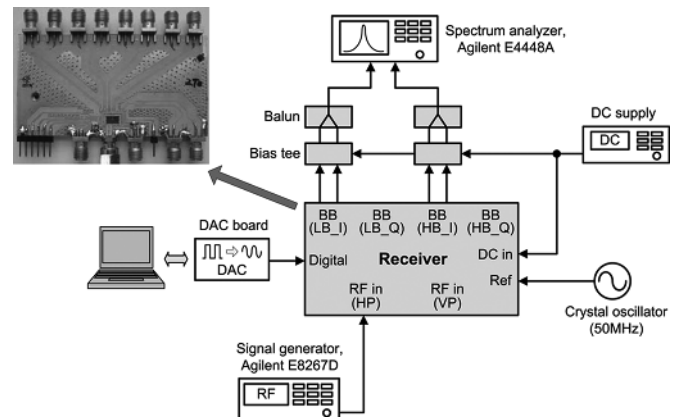 Spectrum analyzer,
Agilent E4448A
Balun
Bias tee
DC supply
DC
BB
(LB_I)
BB
(LB_Q)
BB
(HB_I)
BB
(HB_Q)
DAC board
DAC
Digital
Receiver
DC in
Ref
RF in
(HP)
RF in
(VP)
Crystal oscillator
(50MHz)
Signal generator,
Agilent E8267D
RF